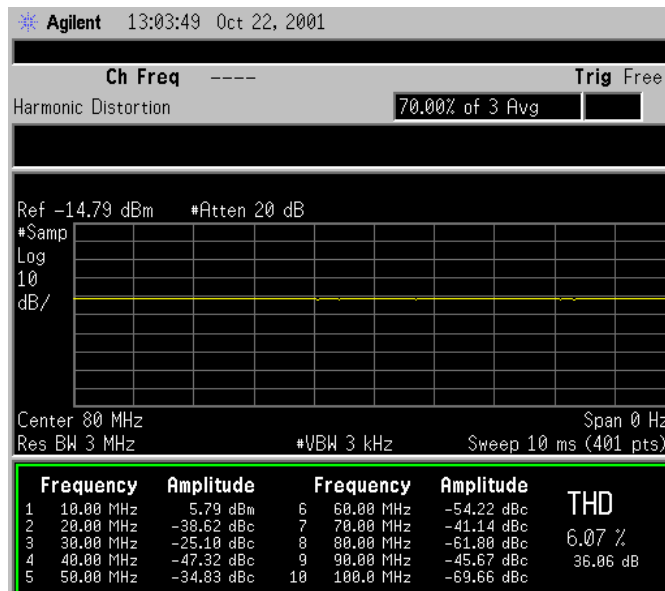 Agilent 13:03:49 Oct 22, 2001
Ch Freq ---- Trig Free
Harmonic Distortion 70.00% of 3 Avg
Ref -14.79 dBm #Atten 20 dB
#Samp
Log
10
dB/
Center 80 MHz Span 0 Hz
Res BW 3 MHz #VBW 3 kHz Sweep 10 ms (401 pts)
Frequency Amplitude Frequency Amplitude THD
1 10.00 MHz 5.79 dBm 6 60.00 MHz -54.22 dBc
2 20.00 MHz -38.62 dBc 7 70.00 MHz -41.14 dBc
3 30.00 MHz -25.10 dBc 8 80.00 MHz -61.80 dBc 6.07 %
4 40.00 MHz -47.32 dBc 9 90.00 MHz -45.67 dBc 36.06 dB
5 50.00 MHz -34.83 dBc 10 100.0 MHz -69.66 dBc